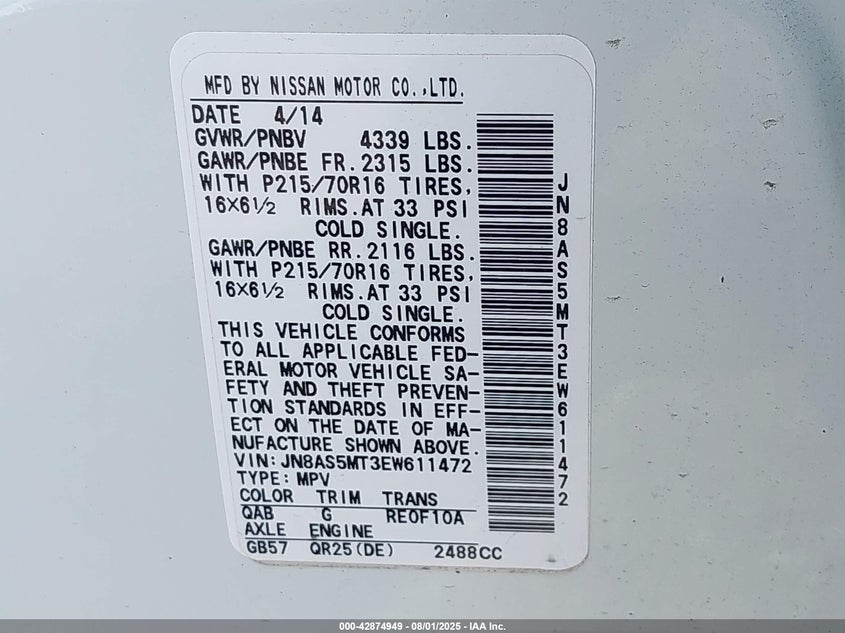 MFD BY NISSAN MOTOR CO.,LTD.
DATE 4/14
GVWR/PNBV 4339 LBS.
GAWR/PNBE FR.2315 LBS.
WITH P215/70R16 TIRES,
16×6½ RIMS.AT 33 PSI
COLD SINGLE.
GAWR/PNBE RR.2116 LBS.
WITH P215/70R16 TIRES,
16×6½ RIMS.AT 33 PSI
COLD SINGLE.
THIS VEHICLE CONFORMS
TO ALL APPLICABLE FED-
ERAL MOTOR VEHICLE SA-
FETY AND THEFT PREVEN-
TION STANDARDS IN EFF-
ECT ON THE DATE OF MA-
NUFACTURE SHOWN ABOVE.
VIN:JN8AS5MT3EW611472
TYPE:MPV
COLOR TRIM TRANS
QAB G RE0F10A
AXLE ENGINE
GB57 QR25(DE) 2488CC
JN8AS5MT3EW611472
000-42874949 - 08/01/2025 - IAA Inc.